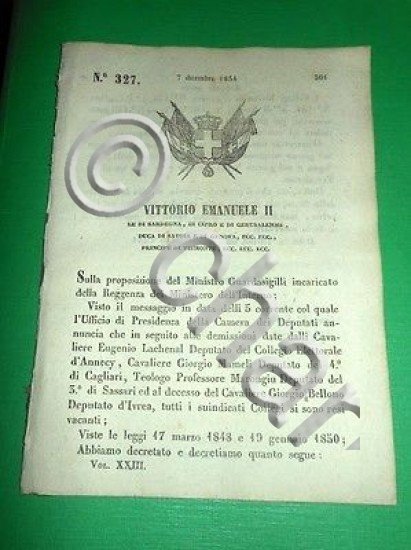 N.° 327.
7 dicembre 1854
501
VITTORIO EMANUELE II
RE DI SARDEGNA, DI CIPRO E DI GERUSALEMME,
DUCA DI SAVOIA E DI GENOVA, ECC. ECC.,
PRINCIPE DI PIEMONTE, ECC. ECC. ECC.
Sulla proposizione del Ministro Guardasigilli incaricato
della Reggenza del Ministero dell'Interno;
Visto il messaggio in data delli 5 corrente col quale
l'Ufficio di Presidenza della Camera dei Deputati an-
nuncia che in seguito alle demissioni date dalli Cava-
liere Eugenio Lachenal Deputato del Collegio Elettorale
d'Annecy, Cavaliere Giorgio Mameli Deputato del 4.°
di Cagliari, Teologo Professore Deputato del
3.° di Sassari ed al decesso del Cavaliere Giorgio Bellono
Deputato d'Ivrea, tutti i suindicati Collegi si sono resi
vacanti;
Viste le leggi 17 marzo 1848 e 19 gennaio 1850;
Abbiamo decretato e decretiamo quanto segue:
VOL. XXIII.
©